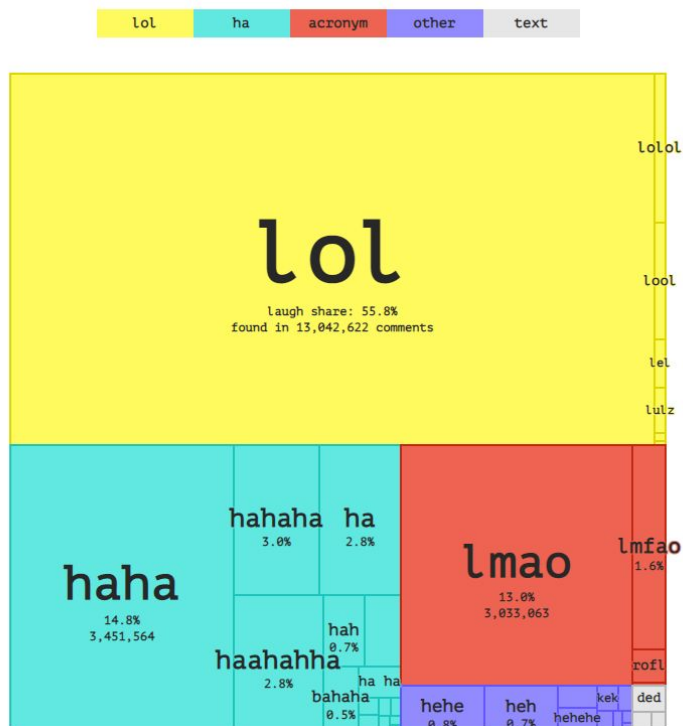 lol ha acronym other text
lolol
lol
laugh share: 55.8%
found in 13,042,622 comments
lool
lel
lulz
hahaha
3.0%
ha
2.8%
haha
14.8%
3,451,564
lmao
13.0%
3,033,063
lmfao
1.6%
hah
0.7%
haahahha
2.8%
ha ha
bahaha
0.5%
rofl
hehe
0.8%
heh
0.7%
hehehe
kek
ded